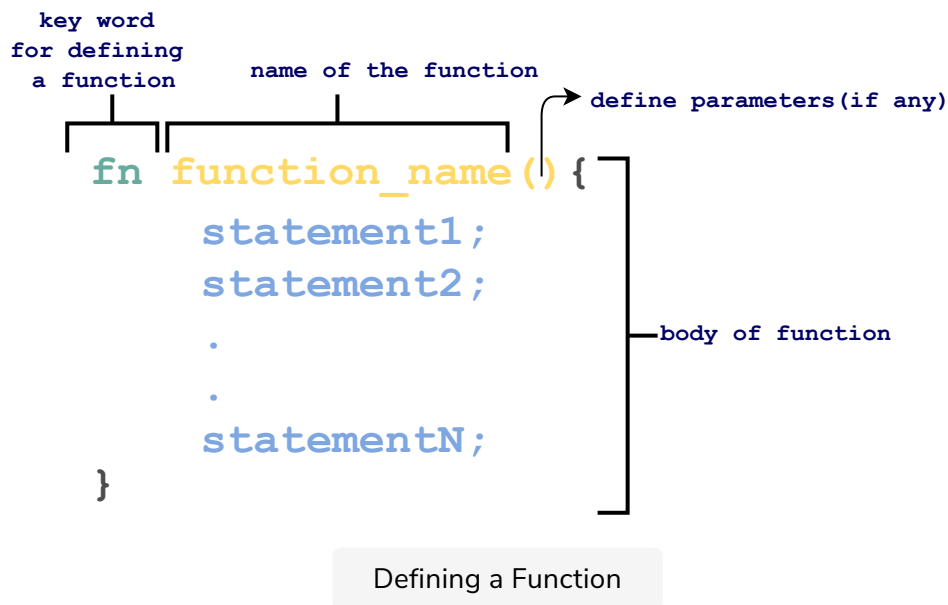 key word
for defining
a function
name of the function
define parameters(if any)
fn function_name(){
statement1;
statement2;
.
.
statementN;
}
body of function
Defining a Function